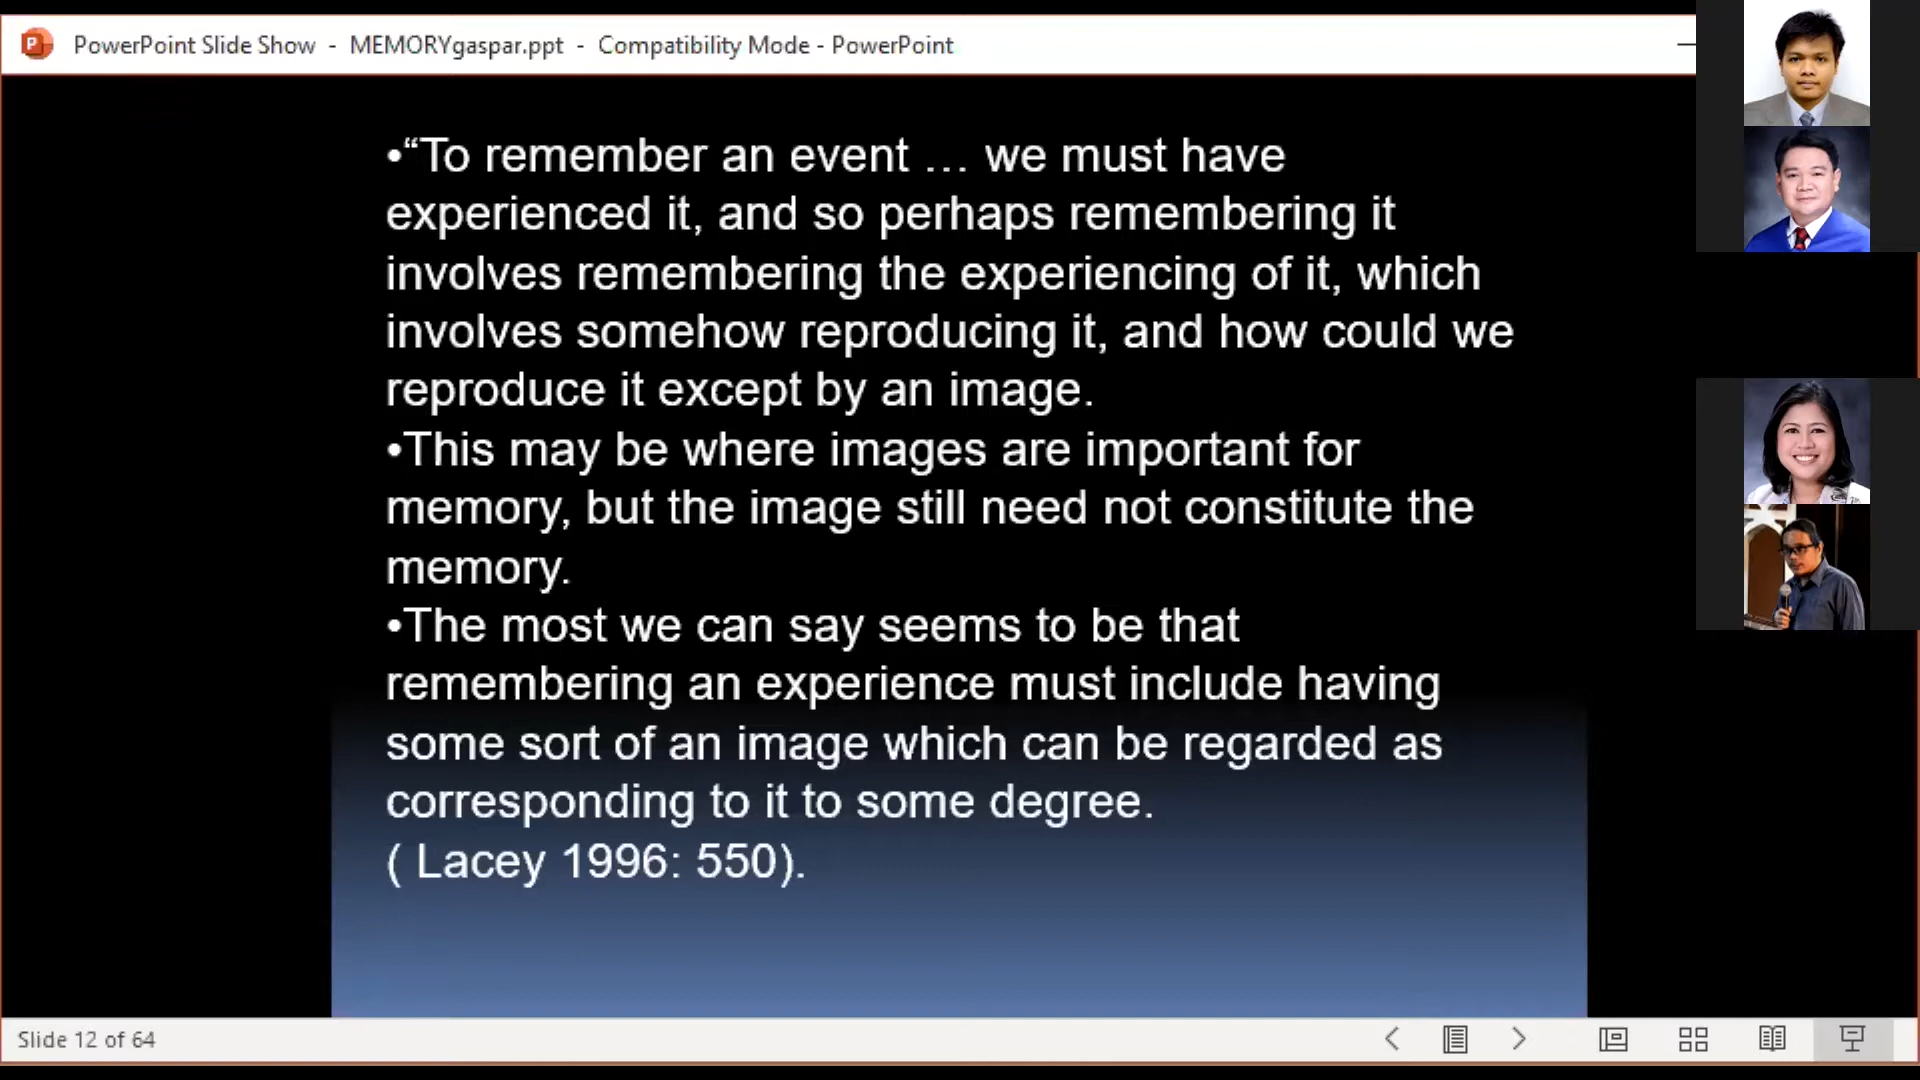 PowerPoint Slide Show - MEMORYgaspar.ppt - Compatibility Mode - PowerPoint
•“To remember an event … we must have
experienced it, and so perhaps remembering it
involves remembering the experiencing of it, which
involves somehow reproducing it, and how could we
reproduce it except by an image.
•This may be where images are important for
memory, but the image still need not constitute the
memory.
•The most we can say seems to be that
remembering an experience must include having
some sort of an image which can be regarded as
corresponding to it to some degree.
( Lacey 1996: 550).
Slide 12 of 64